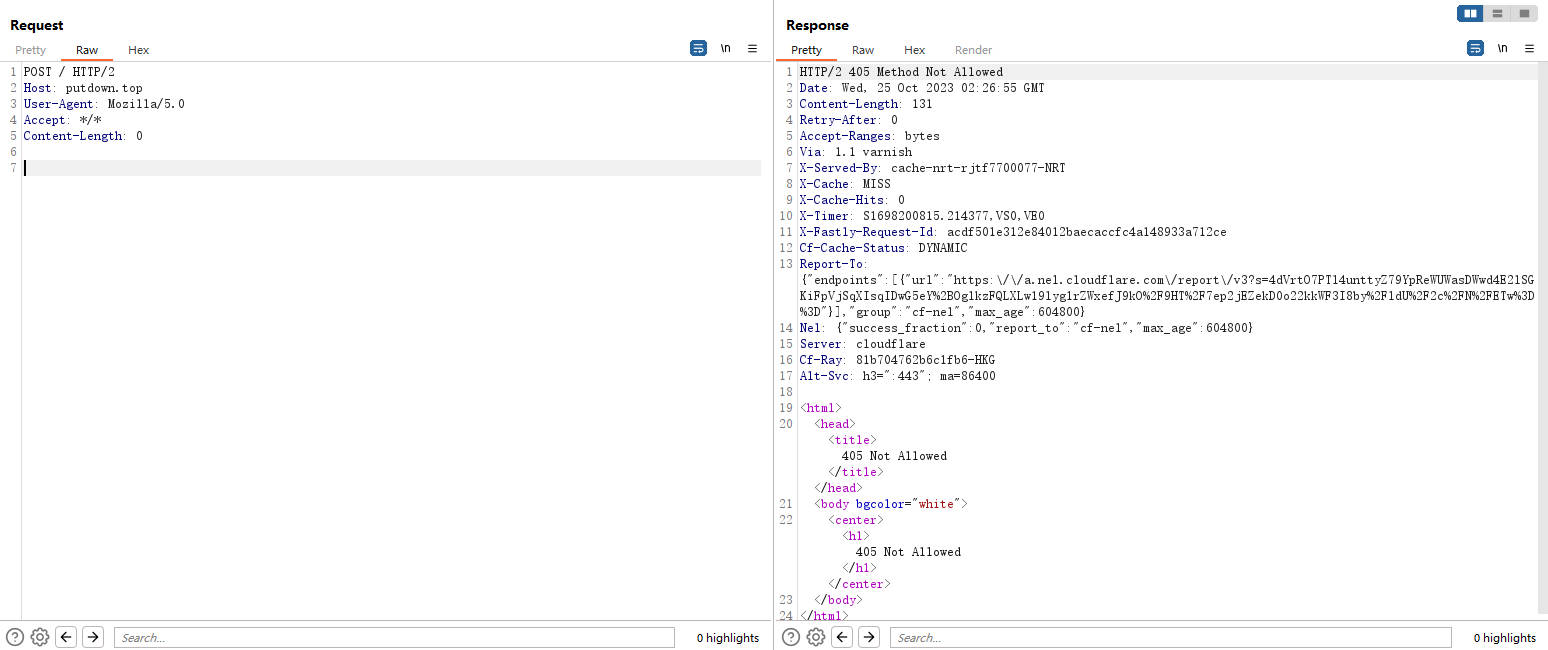 Request
Pretty Raw Hex
\n
1 POST / HTTP/2
2 Host: putdown.top
3 User-Agent: Mozilla/5.0
4 Accept: */*
5 Content-Length: 0
6
7
Search...
0 highlights
Response
Pretty Raw Hex Render
\n
1 HTTP/2 405 Method Not Allowed
2 Date: Wed, 25 Oct 2023 02:26:55 GMT
3 Content-Length: 131
4 Retry-After: 0
5 Accept-Ranges: bytes
6 Via: 1.1 varnish
7 X-Served-By: cache-nrt-rjtf7700077-NRT
8 X-Cache: MISS
9 X-Cache-Hits: 0
10 X-Timer: S1698200815.214377,VS0,VE0
11 X-Fastly-Request-Id: acdf501e312e84012baecaccfc4a148933a712ce
12 Cf-Cache-Status: DYNAMIC
13 Report-To:
{"endpoints":[{"url":"https:\/\/a.nel.cloudflare.com\/report\/v3?s=4dVrt07PT14unttyZ79YpReWUWasDWwd4E21SG
KiFpVjSqXIsqIDwG5eY%2BOg1kzFQLXLw191yg1rZWxefJ9k0%2F9HT%2F7ep2jEZekD0o22kkWF3I8by%2F1dU%2F2c%2FN%2FETw%3D
%3D"}],"group":"cf-nel","max_age":604800}
14 Nel: {"success_fraction":0,"report_to":"cf-nel","max_age":604800}
15 Server: cloudflare
16 Cf-Ray: 81b704762b6c1fb6-HKG
17 Alt-Svc: h3=":443"; ma=86400
18
19 <html>
20 <head>
<title>
405 Not Allowed
</title>
</head>
21 <body bgcolor="white">
22 <center>
<h1>
405 Not Allowed
</h1>
</center>
23 </body>
24 </html>
Search...
0 highlights